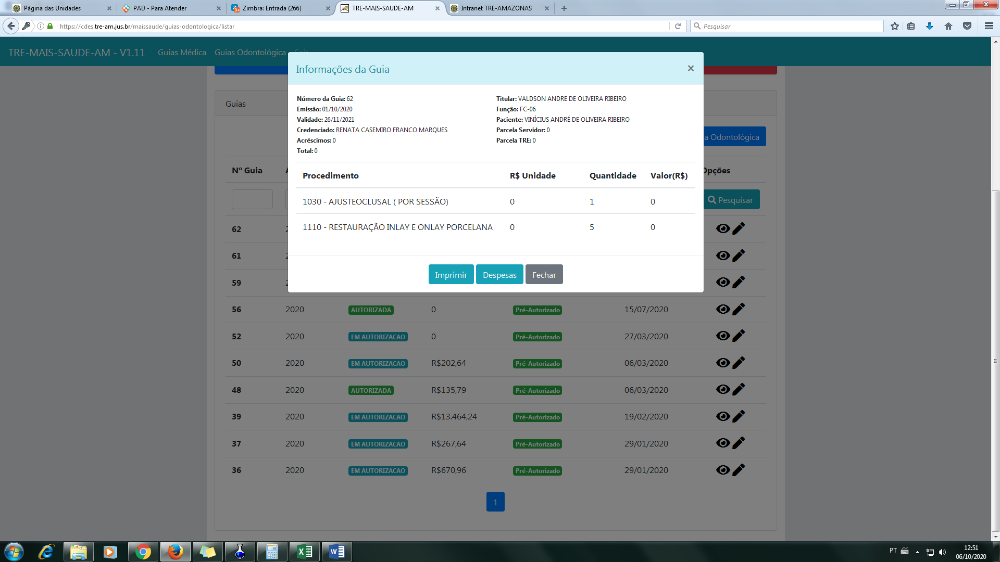 Página das Unidades
PAD - Para Atender
Zimbra: Entrada (266)
TRE-MAIS-SAUDE-AM
Intranet TRE-AMAZONAS
https://cdes.tre-am.jus.br/maissaude/guias-odontologica/listar
Pesquisar
TRE-MAIS-SAUDE-AM - V1.11
Guias Médica
Guias Odontológica
Sair
Informações da Guia
×
Número da Guia: 62
Emissão: 01/10/2020
Validade: 26/11/2021
Credenciado: RENATA CASEMIRO FRANCO MARQUES
Acréscimos: 0
Total: 0
Titular: VALDSON ANDRE DE OLIVEIRA RIBEIRO
Função: FC-06
Paciente: VINÍCIUS ANDRÉ DE OLIVEIRA RIBEIRO
Parcela Servidor: 0
Parcela TRE: 0
Procedimento R$ Unidade Quantidade Valor(R$)
1030 - AJUSTEOCLUSAL ( POR SESSÃO) 0 1 0
1110 - RESTAURAÇÃO INLAY E ONLAY PORCELANA 0 5 0
Imprimir Despesas Fechar
Guias
a Odontológica
Nº Guia Opções
Pesquisar
62
61
59
56 2020 AUTORIZADA 0 Pré-Autorizado 15/07/2020
52 2020 EM AUTORIZACAO 0 Pré-Autorizado 27/03/2020
50 2020 EM AUTORIZACAO R$202,64 Pré-Autorizado 06/03/2020
48 2020 AUTORIZADA R$135,79 Pré-Autorizado 06/03/2020
39 2020 EM AUTORIZACAO R$13.464,24 Pré-Autorizado 19/02/2020
37 2020 EM AUTORIZACAO R$267,64 Pré-Autorizado 29/01/2020
36 2020 EM AUTORIZACAO R$670,96 Pré-Autorizado 29/01/2020
1
PT
12:51
06/10/2020